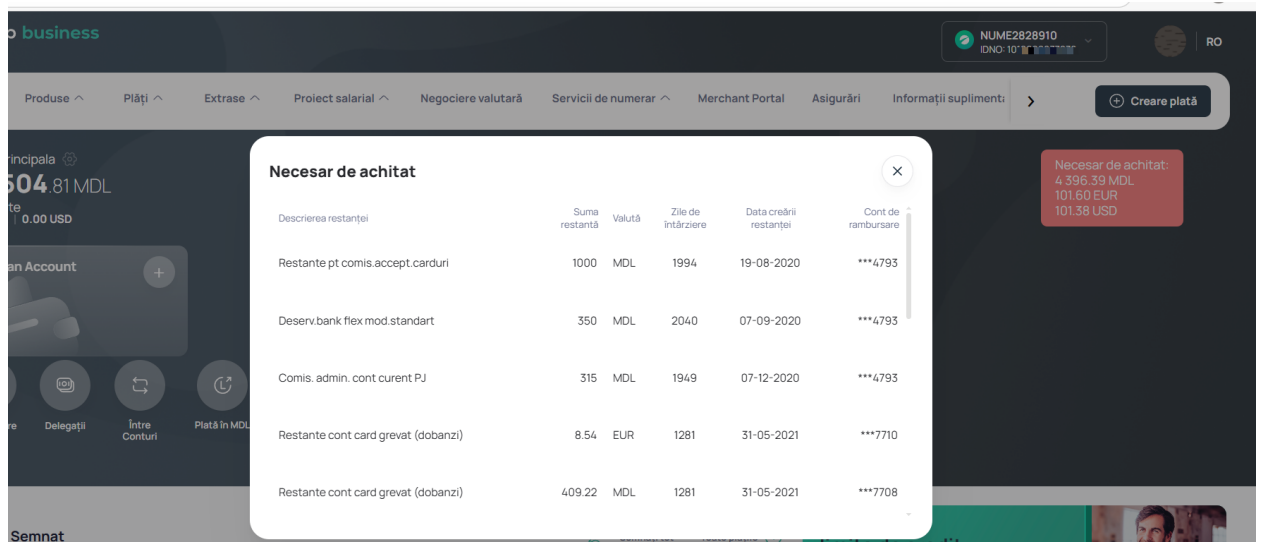 business
NUME2828910
IDNO:
RO
Produse
Plăți
Extrase
Proiect salarial
Negociere valutară
Servicii de numerar
Merchant Portal
Asigurări
Informații suplimenta
Creare plată
rincipala
504.81 MDL
te
0.00 USD
an Account
re
Delegații
Între
Conturi
Plată în MDL
Necesar de achitat:
4 396.39 MDL
101.60 EUR
101.38 USD
Necesar de achitat
Descrierea restanței
Suma restantă
Valută
Zile de întârziere
Data creării restanței
Cont de rambursare
Restante pt comis.accept.carduri 1000 MDL 1994 19-08-2020 ***4793
Deserv.bank flex mod.standart 350 MDL 2040 07-09-2020 ***4793
Comis. admin. cont curent PJ 315 MDL 1949 07-12-2020 ***4793
Restante cont card grevat (dobanzi) 8.54 EUR 1281 31-05-2021 ***7710
Restante cont card grevat (dobanzi) 409.22 MDL 1281 31-05-2021 ***7708
Semnat